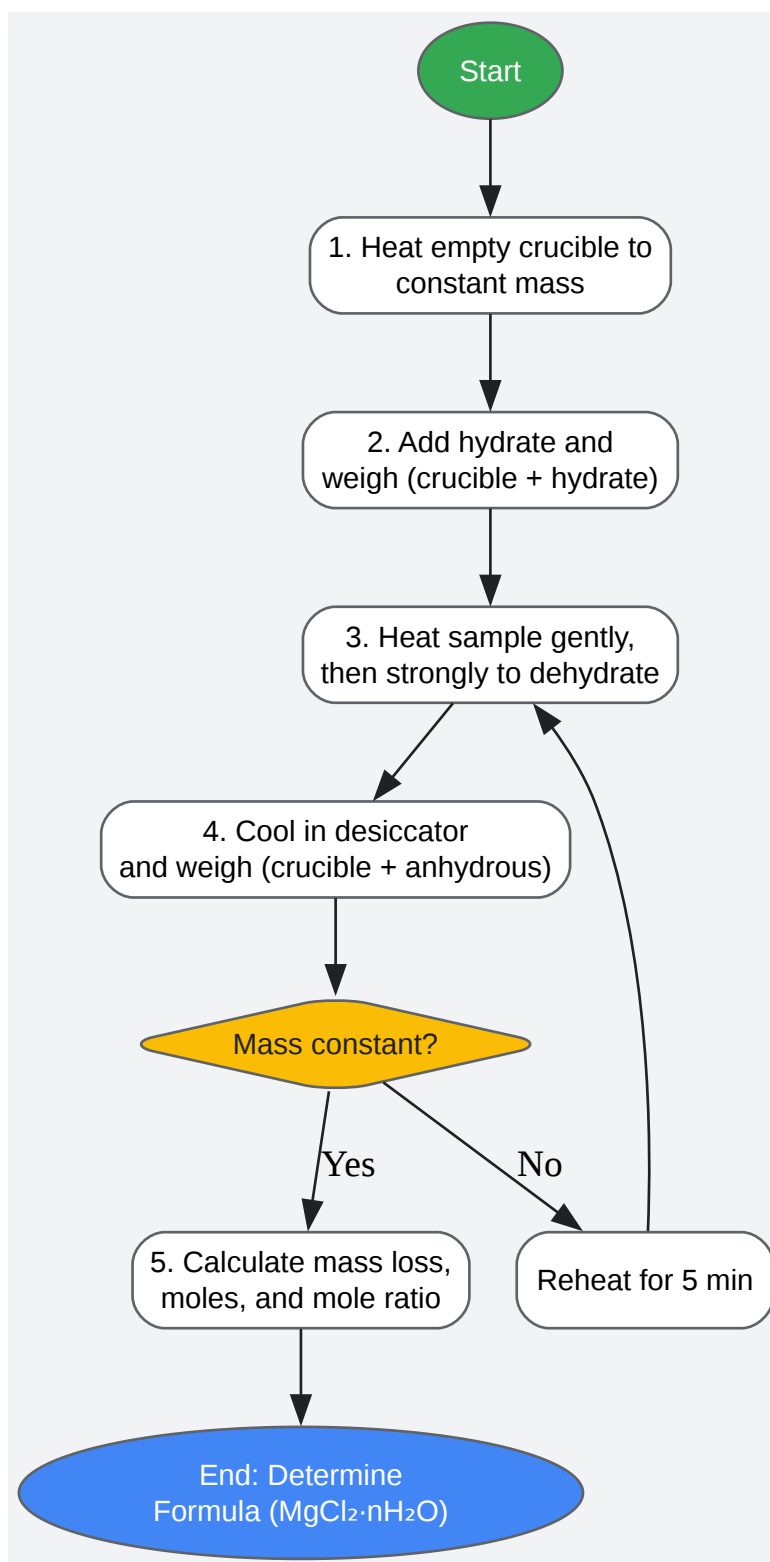 Start
1. Heat empty crucible to
constant mass
2. Add hydrate and
weigh (crucible + hydrate)
3. Heat sample gently,
then strongly to dehydrate
4. Cool in desiccator
and weigh (crucible + anhydrous)
Mass constant?
Yes
No
5. Calculate mass loss,
moles, and mole ratio
Reheat for 5 min
End: Determine
Formula (MgCl₂·nH₂O)